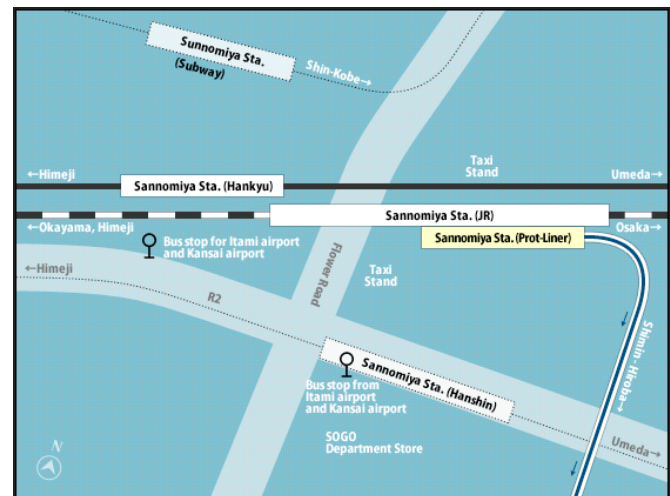 Sunnomiya Sta.
(Subway)
Shin-Kobe→
Taxi
Stand
←Himeji
Umeda→
Sannomiya Sta. (Hankyu)
Sannomiya Sta. (JR)
←Okayama, Himeji
Osaka→
Sannomiya Sta. (Prot-Liner)
Bus stop for Itami airport
and Kansai airport
←Himeji
Flower Road
Taxi
Stand
R2
Shimin - Hiroba→
Sannomiya Sta. (Hanshin)
Bus stop from
Itami airport
and Kansai airport
SOGO
Department Store
Umeda→
N